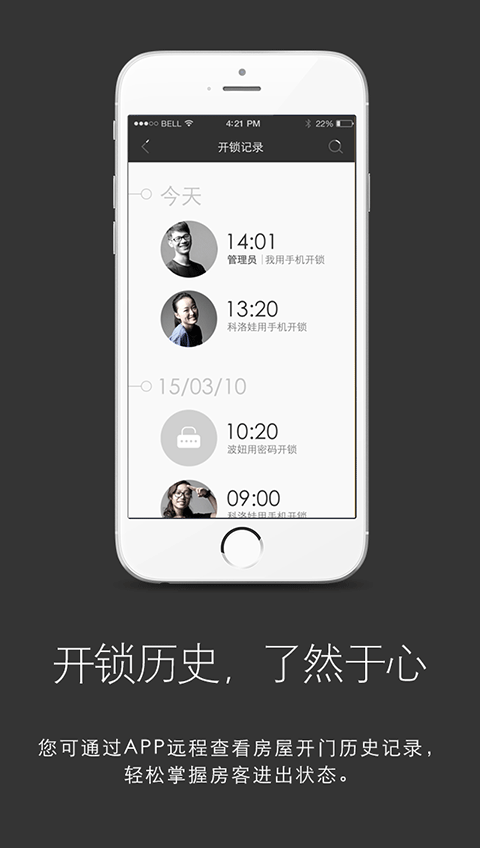 BELL 4:21 PM 22%
开锁记录
今天
14:01
管理员|我用手机开锁
13:20
科洛娃用手机开锁
15/03/10
10:20
波妞用密码开锁
09:00
科洛娃用手机开锁
开锁历史，了然于心
您可通过APP远程查看房屋开门历史记录，
轻松掌握房客进出状态。